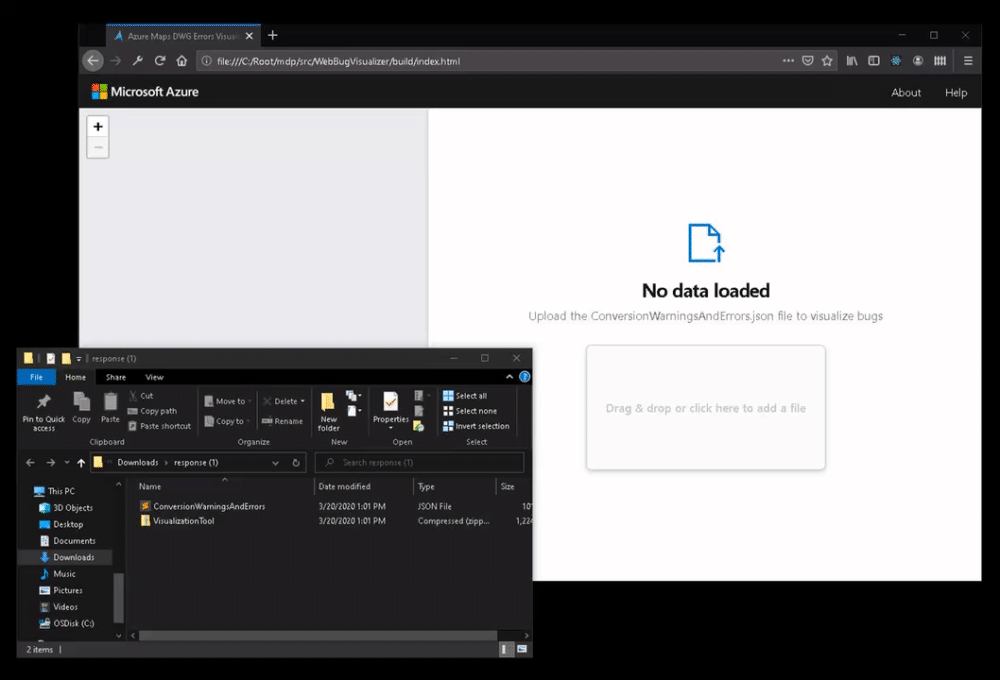 Azure Maps DWG Errors Visual
file:///C:/Root/mdp/src/WebBugVisualizer/build/index.html
Microsoft Azure
About
Help
+
No data loaded
Upload the ConversionWarningsAndErrors.json file to visualize bugs
Drag & drop or click here to add a file
response (1)
File
Home
Share
View
Pin to Quick access
Copy
Paste
Cut
Copy path
Paste shortcut
Clipboard
Move to
Copy to
Delete
Rename
Organize
New folder
New
Properties
Open
Select all
Select none
Invert selection
Select
Downloads
response (1)
Search response (1)
This PC
3D Objects
Desktop
Documents
Downloads
Music
Pictures
Videos
OSDisk (C:)
Name
Date modified
Type
Size
ConversionWarningsAndErrors 3/20/2020 1:01 PM JSON File 10
VisualizationTool 3/20/2020 1:01 PM Compressed (zipp... 1,224
2 items